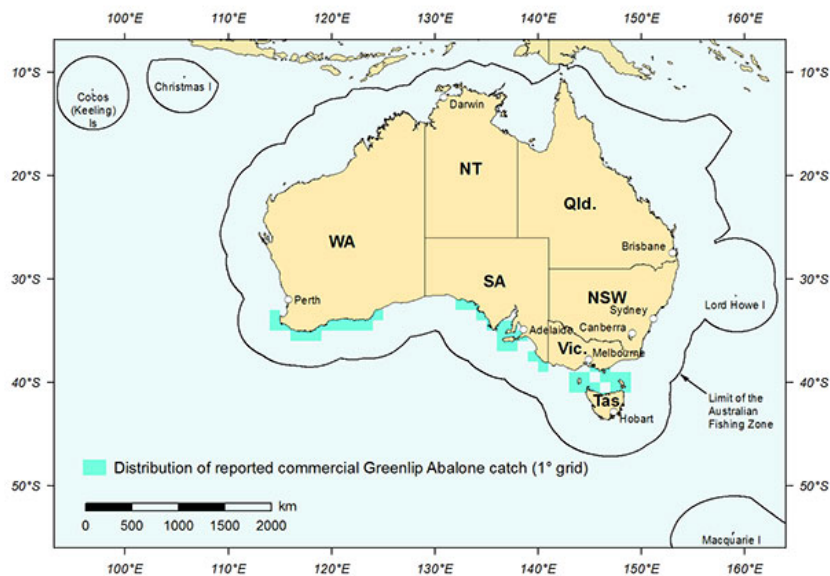 100°E 110°E 120°E 130°E 140°E 150°E 160°E
10°S 10°S
Cocos
(Keeling)
Is
Christmas I
Darwin
NT
20°S 20°S
Qld.
WA
Brisbane
SA
30°S 30°S
Perth
NSW
Lord Howe I
Sydney
Adelaide
Canberra
Vic.
Melbourne
40°S 40°S
Tas.
Hobart
Limit of the
Australian
Fishing Zone
Distribution of reported commercial Greenlip Abalone catch (1° grid)
50°S 50°S
km
0 500 1000 1500 2000
Macquarie I
100°E 110°E 120°E 130°E 140°E 150°E 160°E